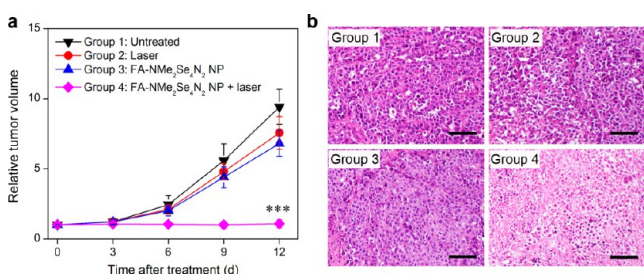 a
Relative tumor volume
15
10
5
0
Group 1: Untreated
Group 2: Laser
Group 3: FA-NMe₂Se₄N₂ NP
Group 4: FA-NMe₂Se₄N₂ NP + laser
***
0 3 6 9 12
Time after treatment (d)
b
Group 1
Group 2
Group 3
Group 4